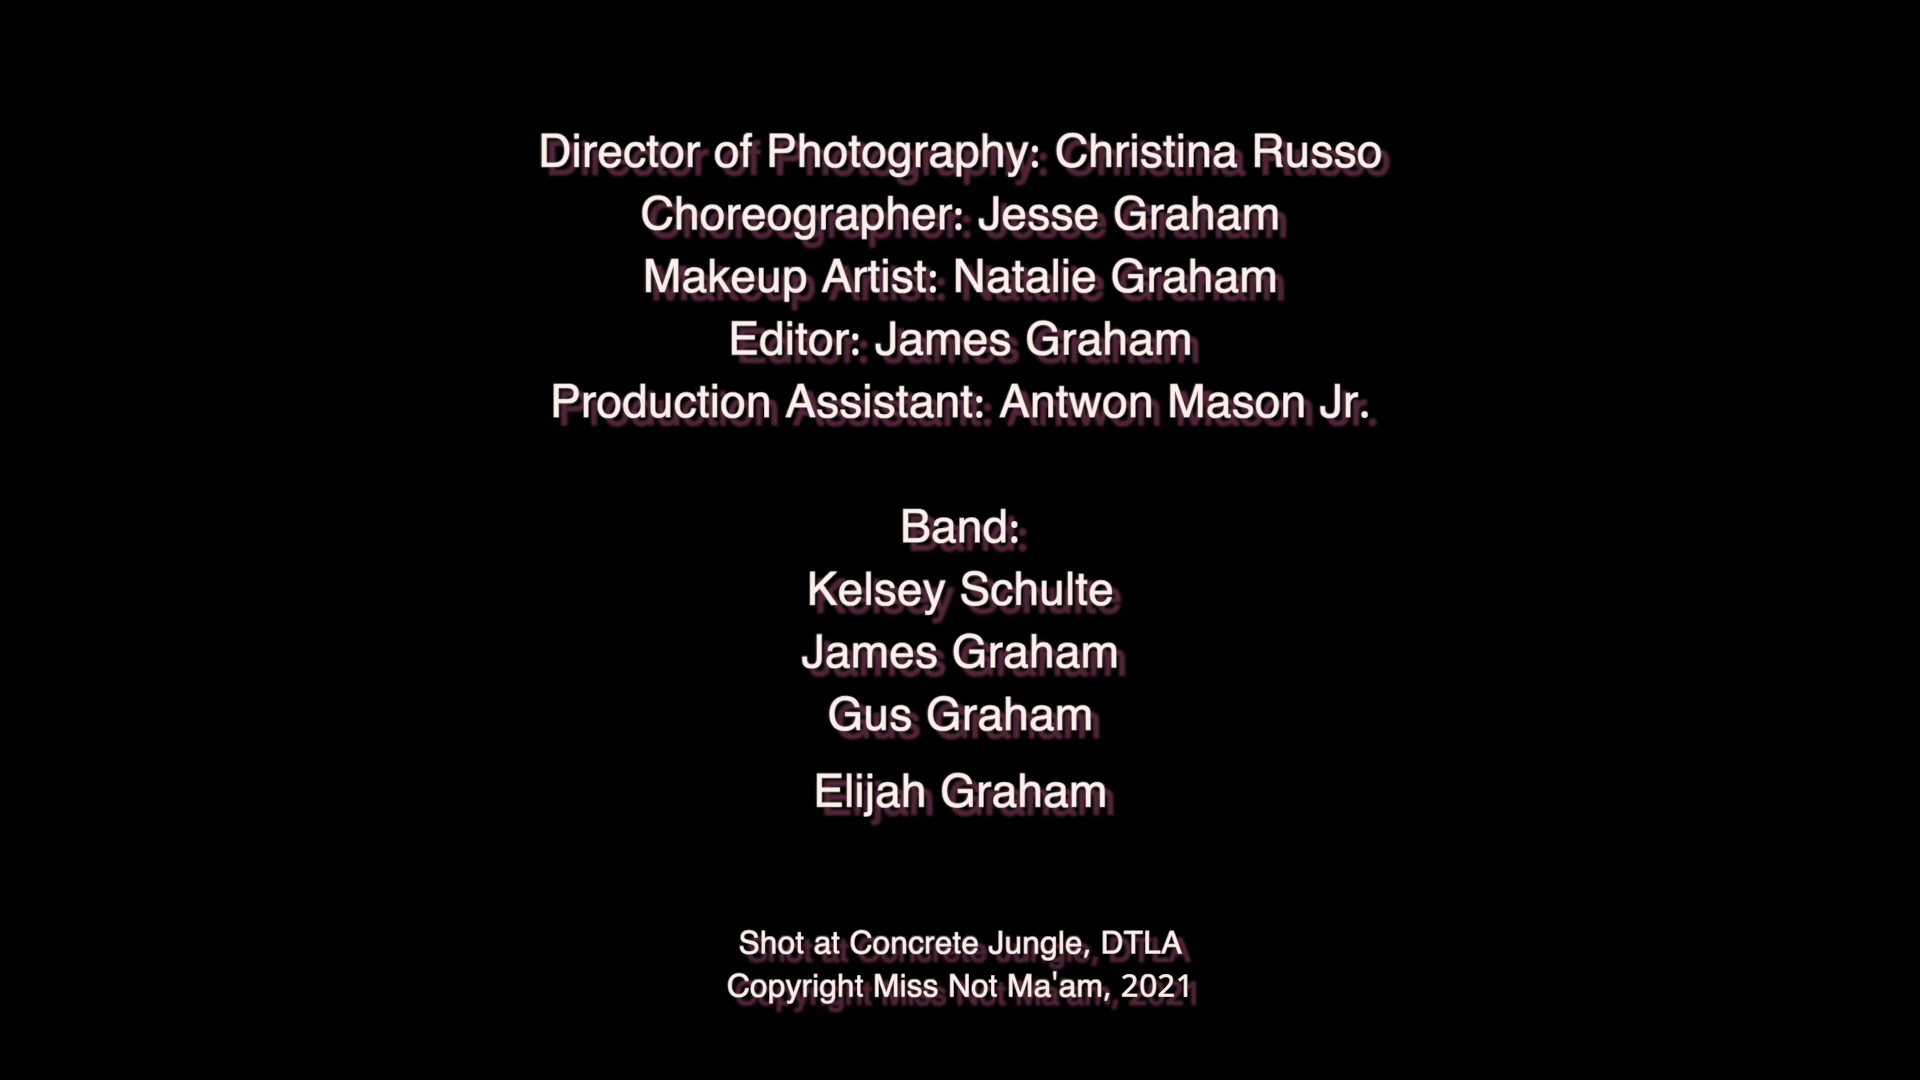 Director of Photography: Christina Russo
Choreographer: Jesse Graham
Makeup Artist: Natalie Graham
Editor: James Graham
Production Assistant: Antwon Mason Jr.
Band:
Kelsey Schulte
James Graham
Gus Graham
Elijah Graham
Shot at Concrete Jungle, DTLA
Copyright Miss Not Ma'am, 2021